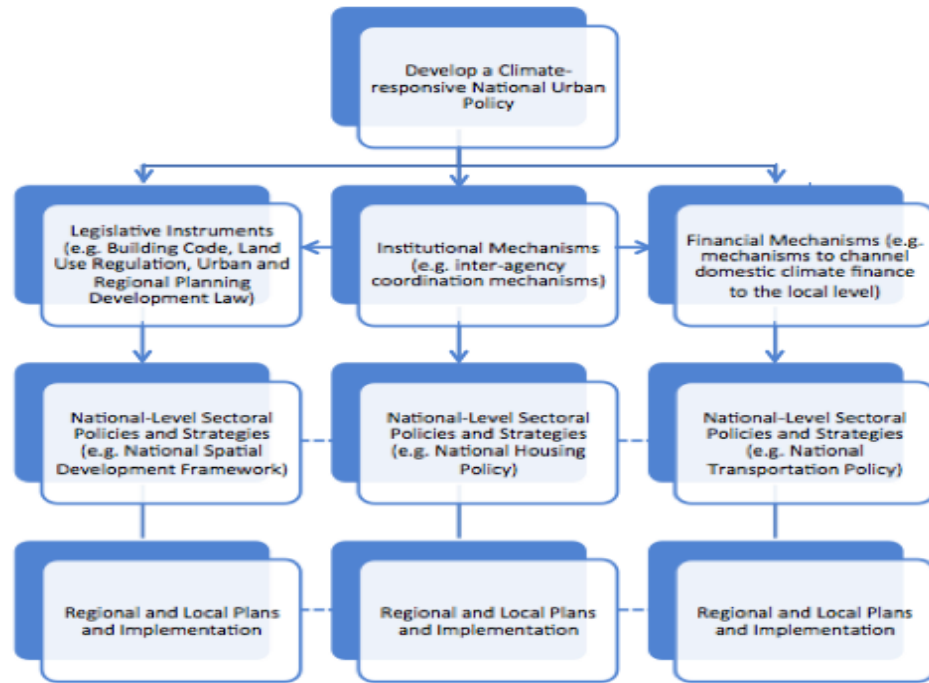 Develop a Climate-
responsive National Urban
Policy
Legislative Instruments
(e.g. Building Code, Land
Use Regulation, Urban and
Regional Planning
Development Law)
Institutional Mechanisms
(e.g. inter-agency
coordination mechanisms)
Financial Mechanisms (e.g.
mechanisms to channel
domestic climate finance
to the local level)
National-Level Sectoral
Policies and Strategies
(e.g. National Spatial
Development Framework)
National-Level Sectoral
Policies and Strategies
(e.g. National Housing
Policy)
National-Level Sectoral
Policies and Strategies
(e.g. National
Transportation Policy)
Regional and Local Plans
and Implementation
Regional and Local Plans
and Implementation
Regional and Local Plans
and Implementation